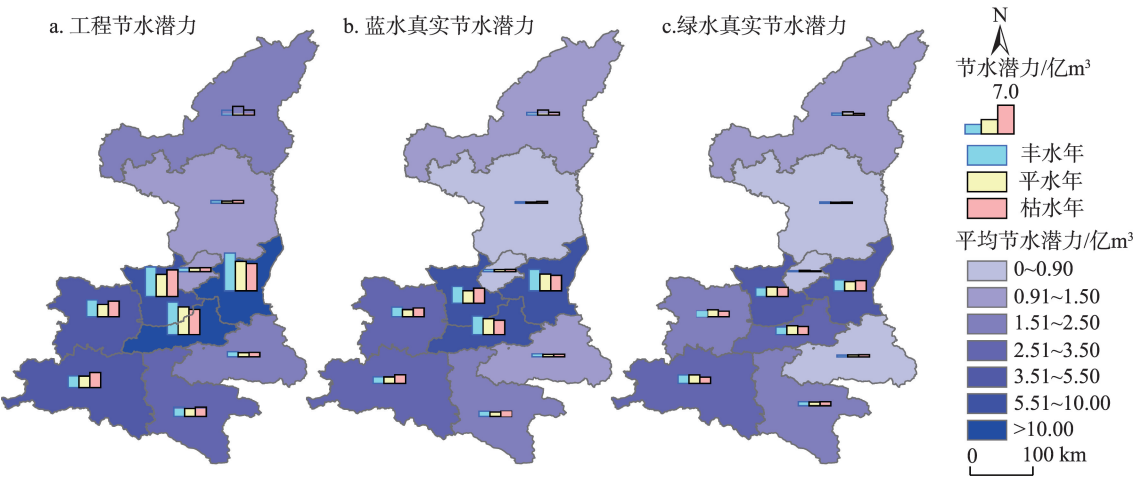 a. 工程节水潜力
b. 蓝水真实节水潜力
c.绿水真实节水潜力
N
节水潜力/亿m³
7.0
丰水年
平水年
枯水年
平均节水潜力/亿m³
0~0.90
0.91~1.50
1.51~2.50
2.51~3.50
3.51~5.50
5.51~10.00
>10.00
0 100 km